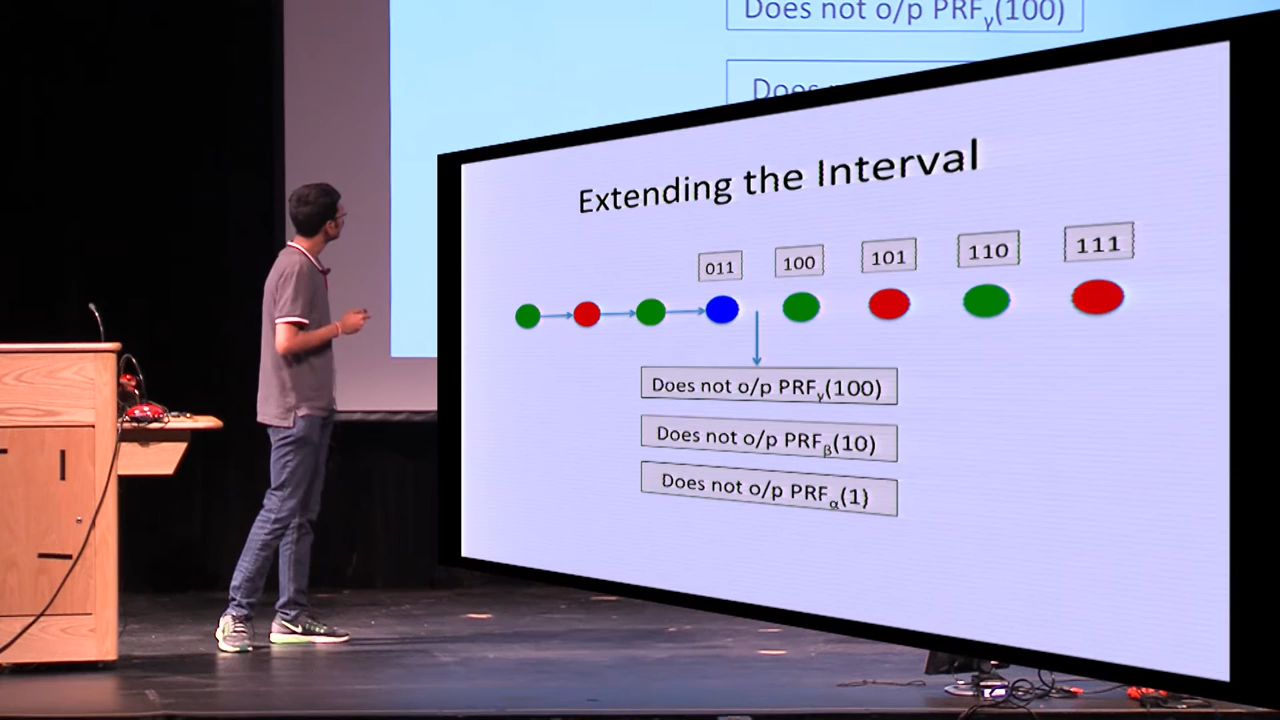 Does not o/p PRFγ(100)
Does
Extending the Interval
011 100 101 110 111
Does not o/p PRFγ(100)
Does not o/p PRFβ(10)
Does not o/p PRFα(1)